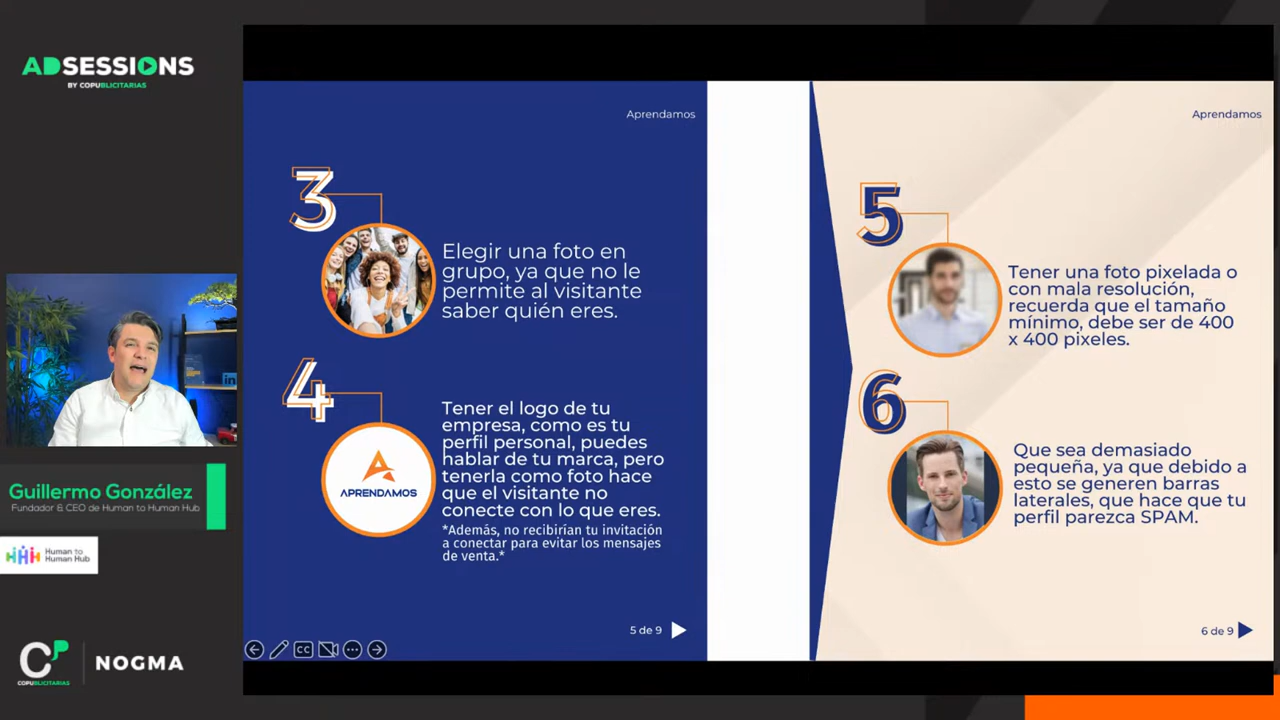 ADSESSIONS
BY COPUBLICITARIAS
Guillermo González
Fundador & CEO de Human to Human Hub
Human to
Human Hub
CP
COPUBLICITARIAS
NOGMA
Aprendamos
3
Elegir una foto en
grupo, ya que no le
permite al visitante
saber quién eres.
4
APRENDAMOS
Tener el logo de tu
empresa, como es tu
perfil personal, puedes
hablar de tu marca, pero
tenerla como foto hace
que el visitante no
conecte con lo que eres.
*Además, no recibirían tu invitación
a conectar para evitar los mensajes
de venta.*
5 de 9
CC
Aprendamos
5
Tener una foto pixelada o
con mala resolución,
recuerda que el tamaño
mínimo, debe ser de 400
x 400 pixeles.
6
Que sea demasiado
pequeña, ya que debido a
esto se generen barras
laterales, que hace que tu
perfil parezca SPAM.
6 de 9